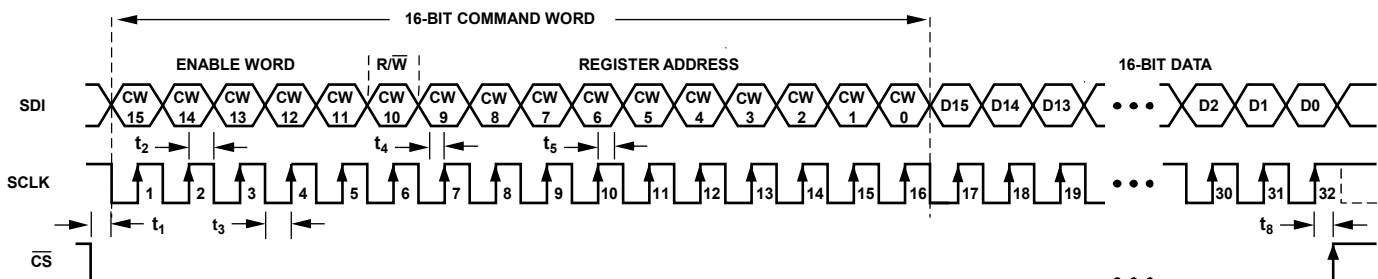 16-BIT COMMAND WORD
ENABLE WORD R/W̅ REGISTER ADDRESS 16-BIT DATA
SDI CW 15 CW 14 CW 13 CW 12 CW 11 CW 10 CW 9 CW 8 CW 7 CW 6 CW 5 CW 4 CW 3 CW 2 CW 1 CW 0 D15 D14 D13 ••• D2 D1 D0
t2 t4 t5
SCLK 1 2 3 4 5 6 7 8 9 10 11 12 13 14 15 16 17 18 19 ••• 30 31 32
t1 t3 t8
C̅S̅